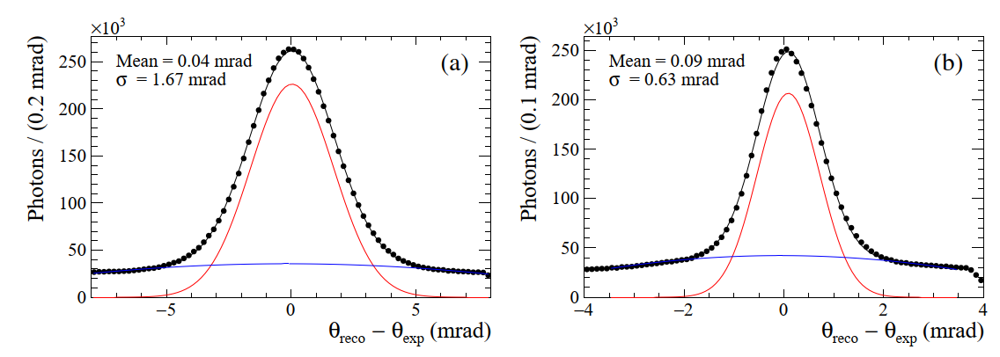 ×10³
Photons / (0.2 mrad)
Mean = 0.04 mrad
σ = 1.67 mrad
(a)
250
200
150
100
50
0
−5 0 5
θreco − θexp (mrad)
×10³
Photons / (0.1 mrad)
Mean = 0.09 mrad
σ = 0.63 mrad
(b)
250
200
150
100
50
0
−4 −2 0 2 4
θreco − θexp (mrad)